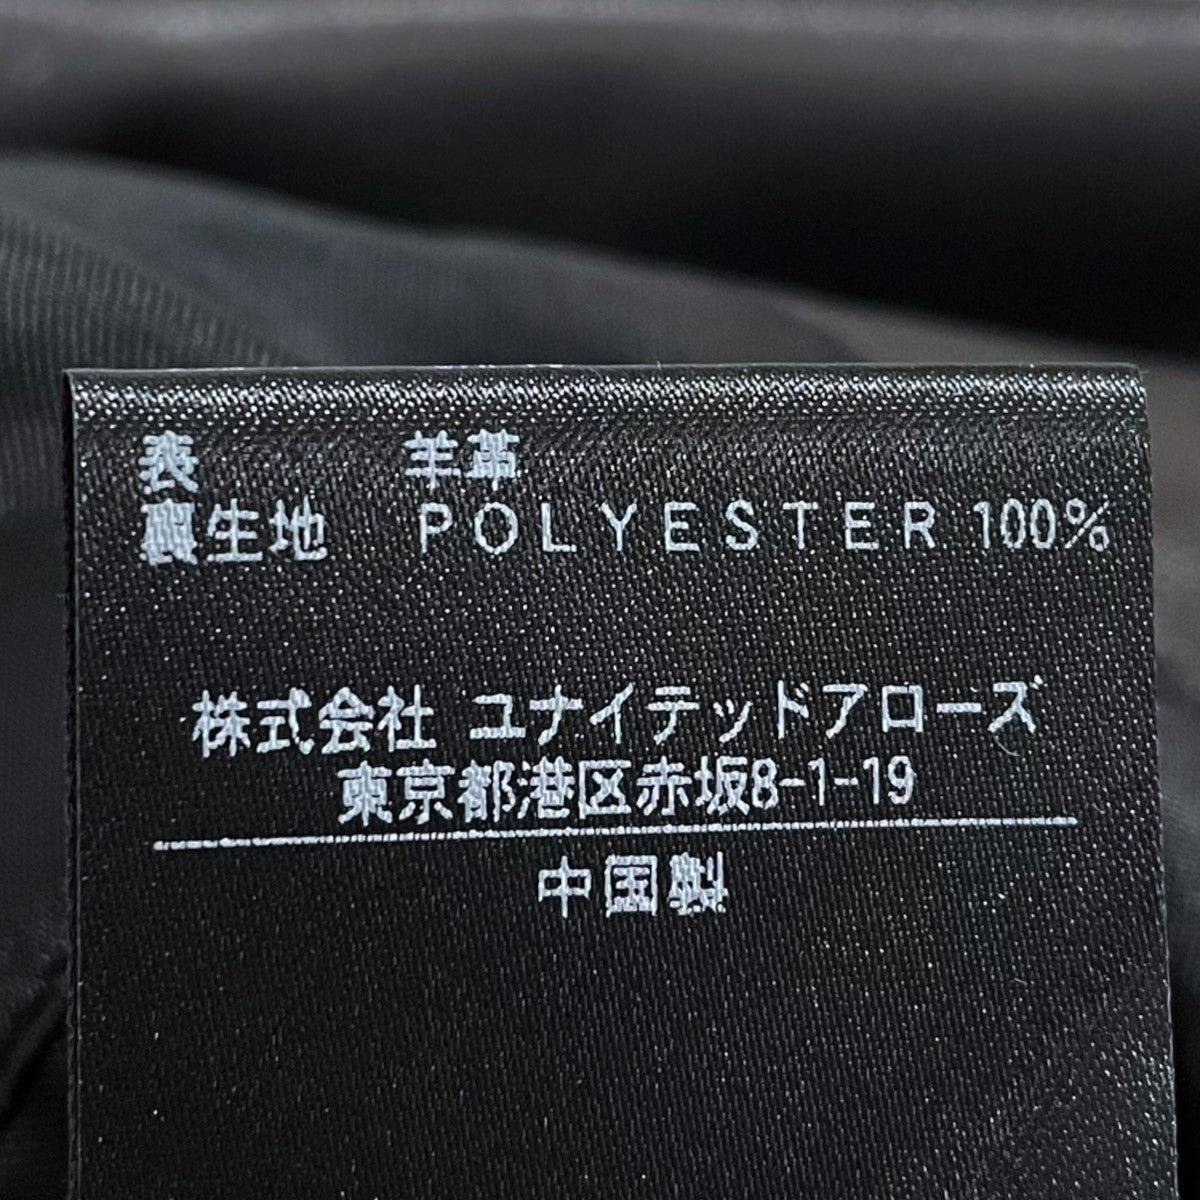 表 羊革
裏生地 POLYESTER 100%
株式会社 ユナイテッドアローズ
東京都港区赤坂8-1-19
中国製